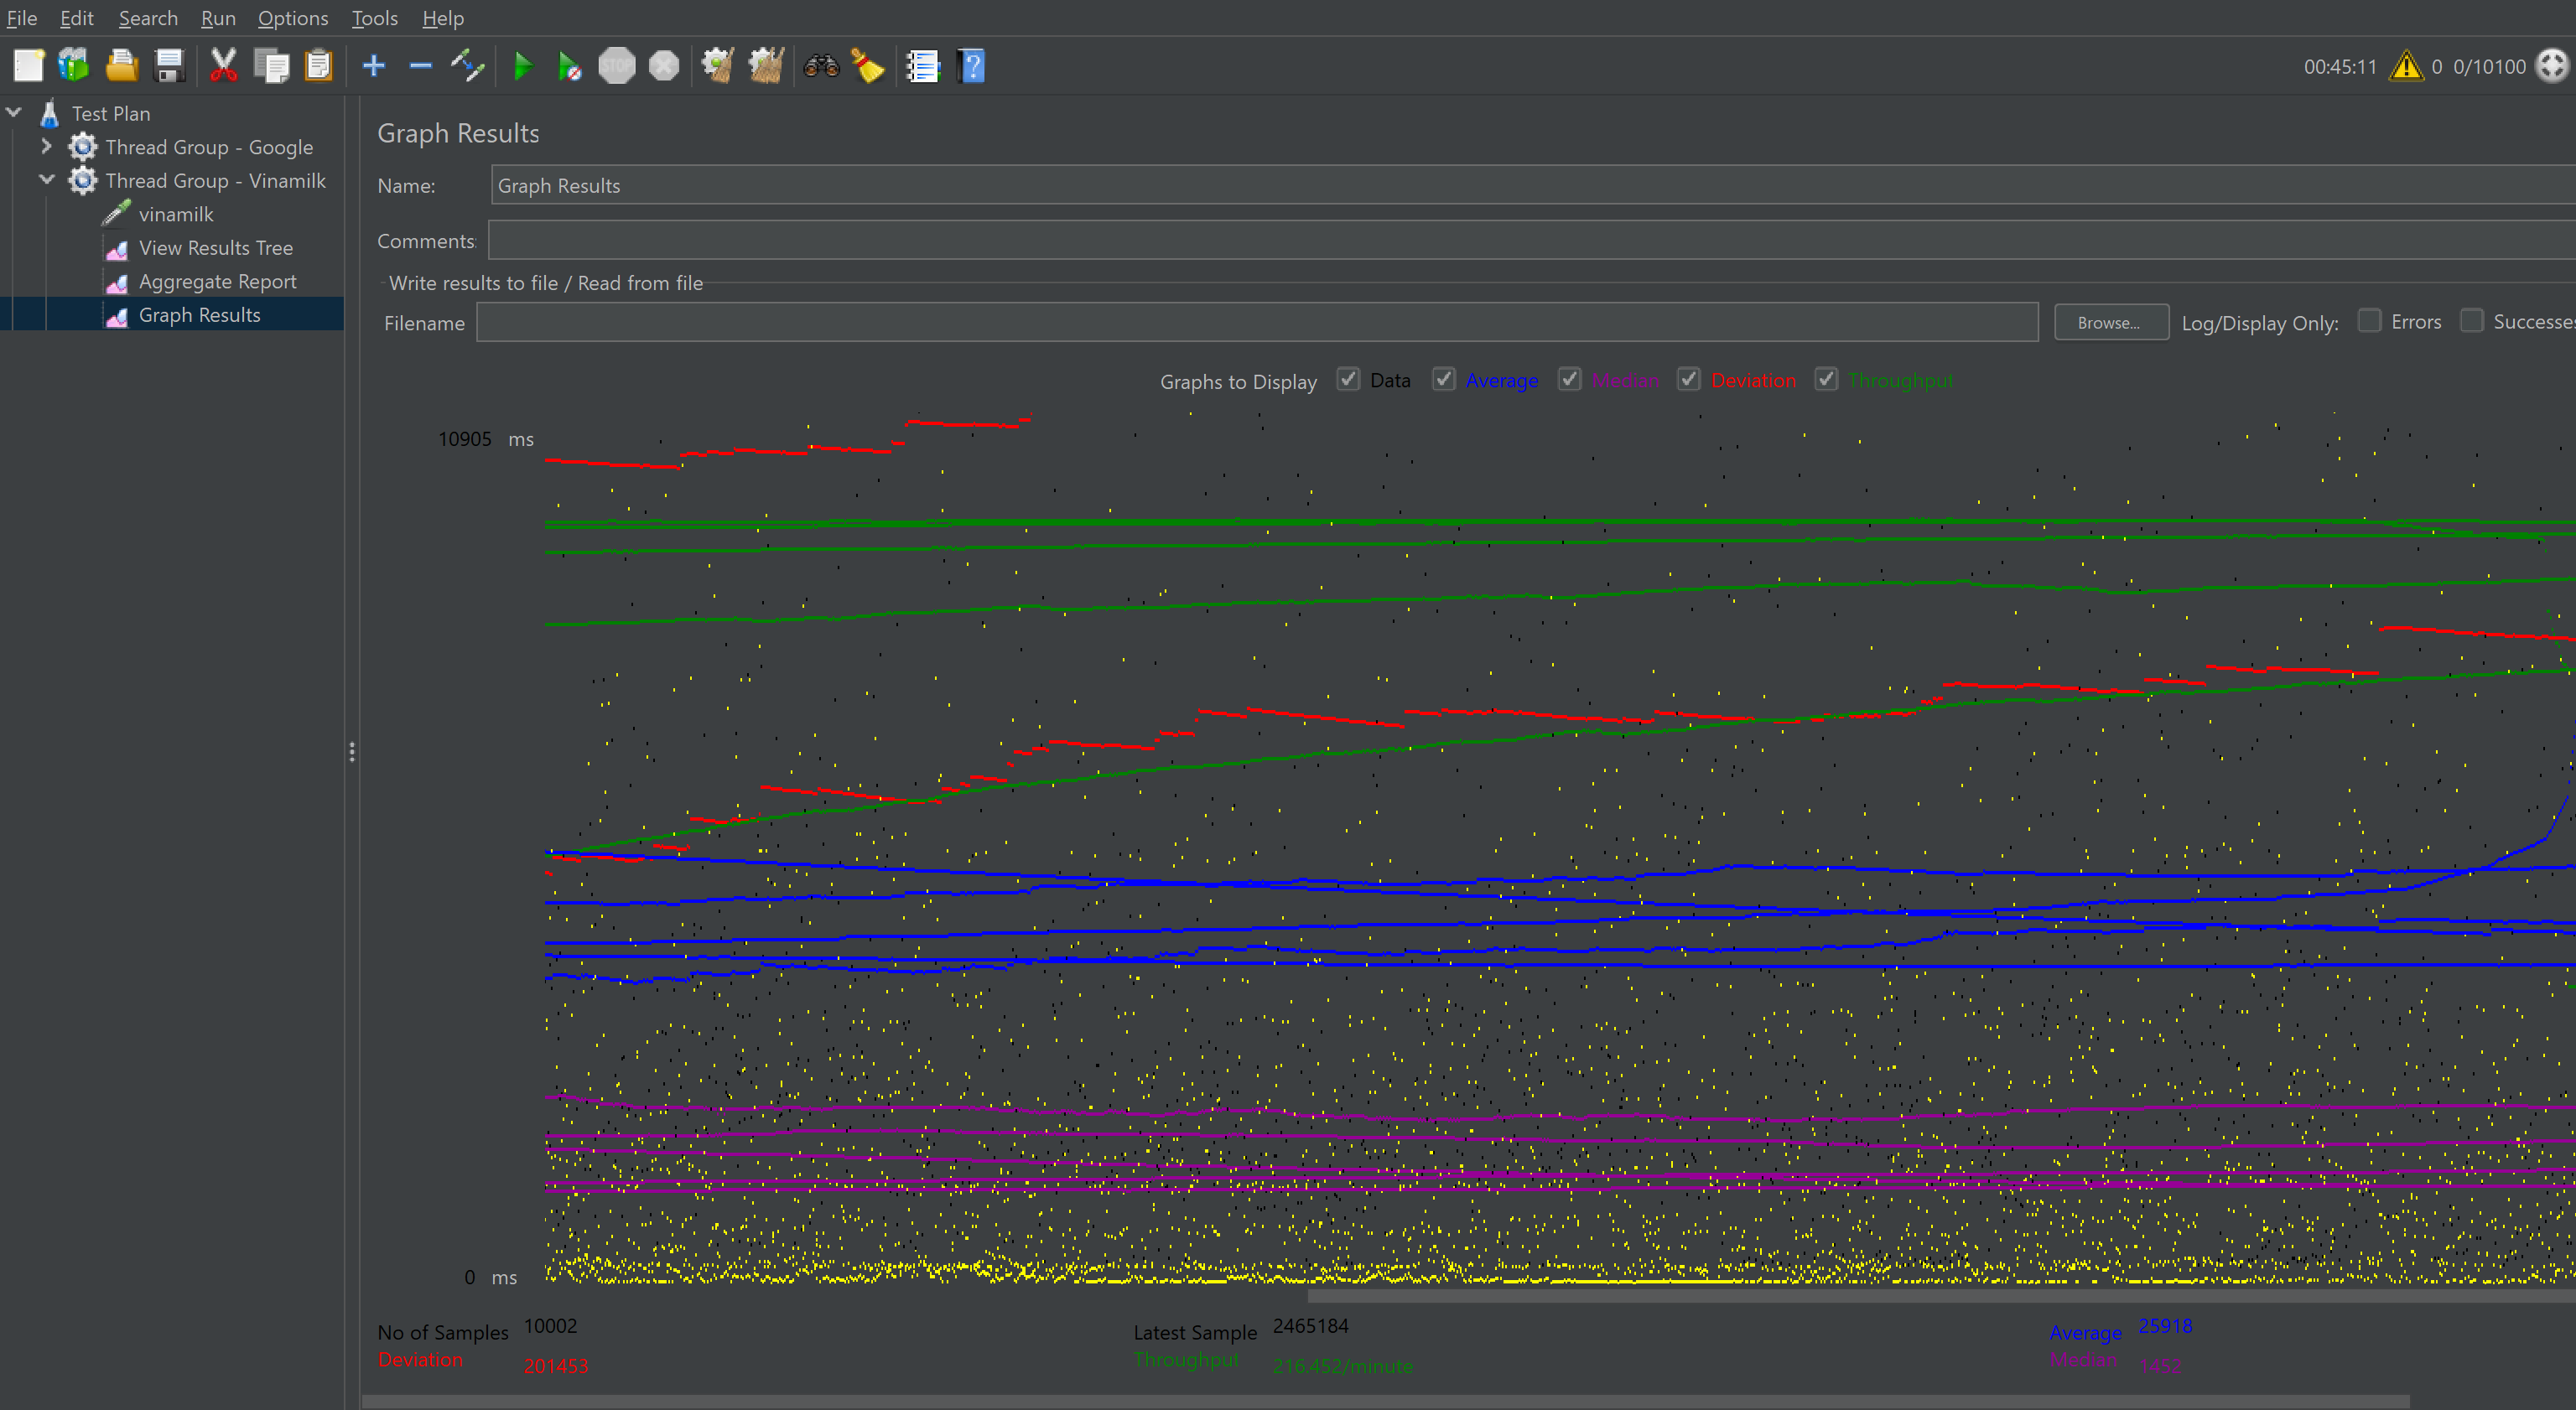 File Edit Search Run Options Tools Help
STOP
00:45:11 0 0/10100
Test Plan
Thread Group - Google
Thread Group - Vinamilk
vinamilk
View Results Tree
Aggregate Report
Graph Results
Graph Results
Name: Graph Results
Comments:
Write results to file / Read from file
Filename Browse... Log/Display Only: Errors Successes
Graphs to Display Data Average Median Deviation Throughput
10905 ms
0 ms
No of Samples 10002 Latest Sample 2465184 Average 25918
Deviation 201453 Throughput 216.452/minute Median 1452